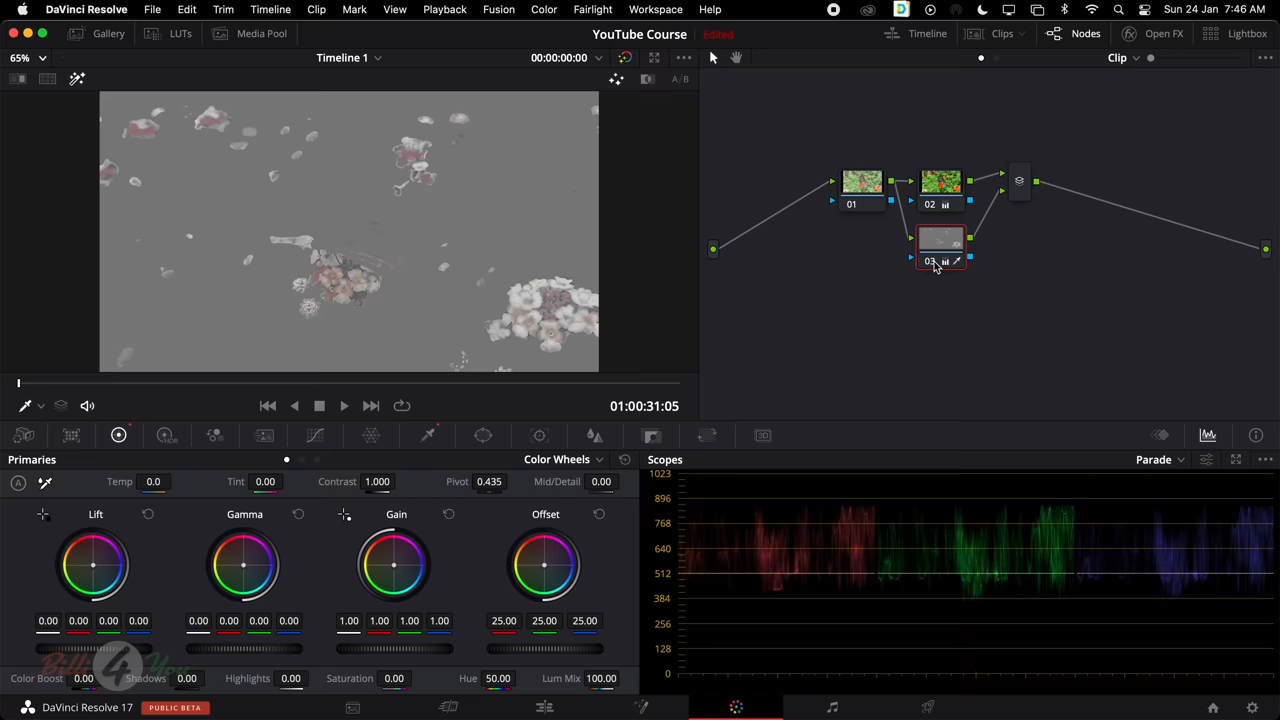 DaVinci Resolve File Edit Trim Timeline Clip Mark View Playback Fusion Color Fairlight Workspace Help Sun 24 Jan 7:46 AM
Gallery LUTs Media Pool YouTube Course Edited Timeline Clips Nodes Open FX Lightbox
65% Timeline 1 00:00:00:00 Clip
A/B
01 02
03
01:00:31:05
HDR 3D
Primaries Color Wheels Scopes Parade
A Temp 0.0 Tint 0.00 Contrast 1.000 Pivot 0.435 Mid/Detail 0.00
Lift Gamma Gain Offset
0.00 0.00 0.00 0.00 0.00 0.00 0.00 0.00 1.00 1.00 1.00 1.00 25.00 25.00 25.00
Color Boost 0.00 Shadows 0.00 Highlights 0.00 Saturation 0.00 Hue 50.00 Lum Mix 100.00
1023
896
768
640
512
384
256
128
0
4 You
DaVinci Resolve 17 PUBLIC BETA